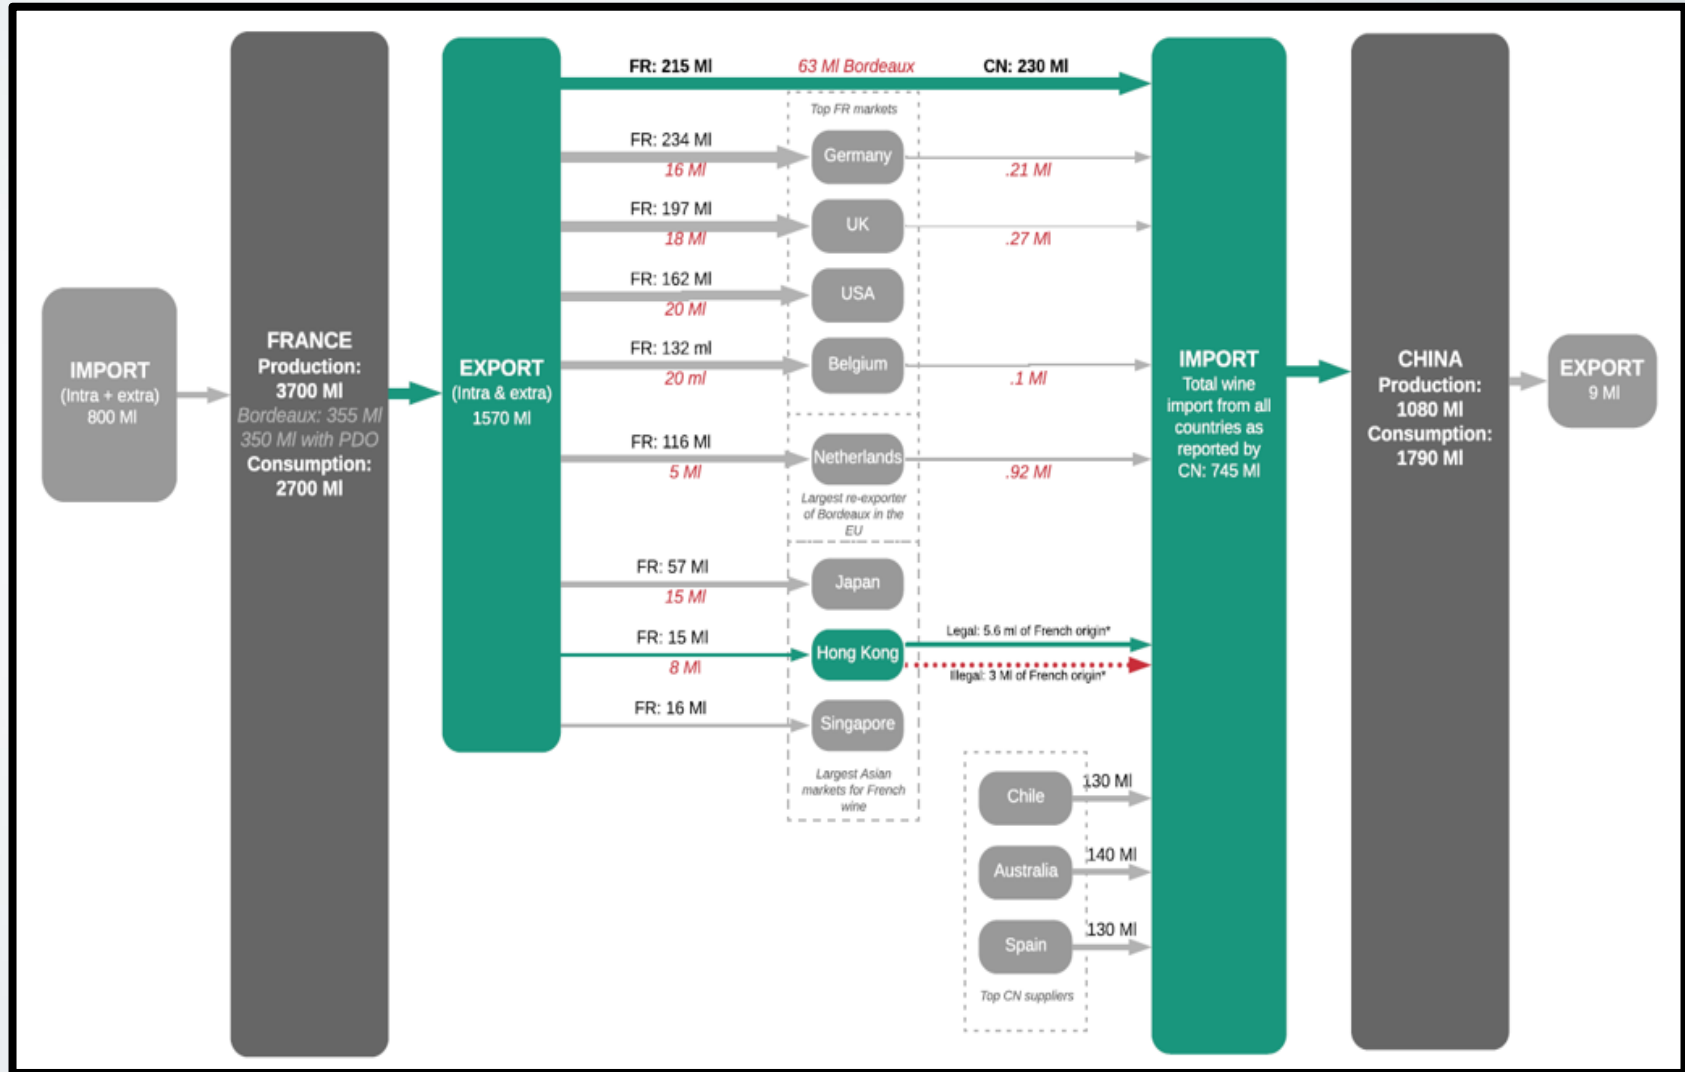 IMPORT
(Intra + extra)
800 Ml
FRANCE
Production:
3700 Ml
Bordeaux: 355 Ml
350 Ml with PDO
Consumption:
2700 Ml
EXPORT
(Intra & extra)
1570 Ml
FR: 215 Ml
63 Ml Bordeaux
CN: 230 Ml
Top FR markets
FR: 234 Ml
16 Ml
Germany
.21 Ml
FR: 197 Ml
18 Ml
UK
.27 Ml
FR: 162 Ml
20 Ml
USA
FR: 132 ml
20 ml
Belgium
.1 Ml
FR: 116 Ml
5 Ml
Netherlands
.92 Ml
Largest re-exporter
of Bordeaux in the
EU
FR: 57 Ml
15 Ml
Japan
FR: 15 Ml
8 Ml
Hong Kong
Legal: 5.6 ml of French origin*
Illegal: 3 Ml of French origin*
FR: 16 Ml
Singapore
Largest Asian
markets for French
wine
Chile
130 Ml
Australia
140 Ml
Spain
130 Ml
Top CN suppliers
IMPORT
Total wine
import from all
countries as
reported by
CN: 745 Ml
CHINA
Production:
1080 Ml
Consumption:
1790 Ml
EXPORT
9 Ml